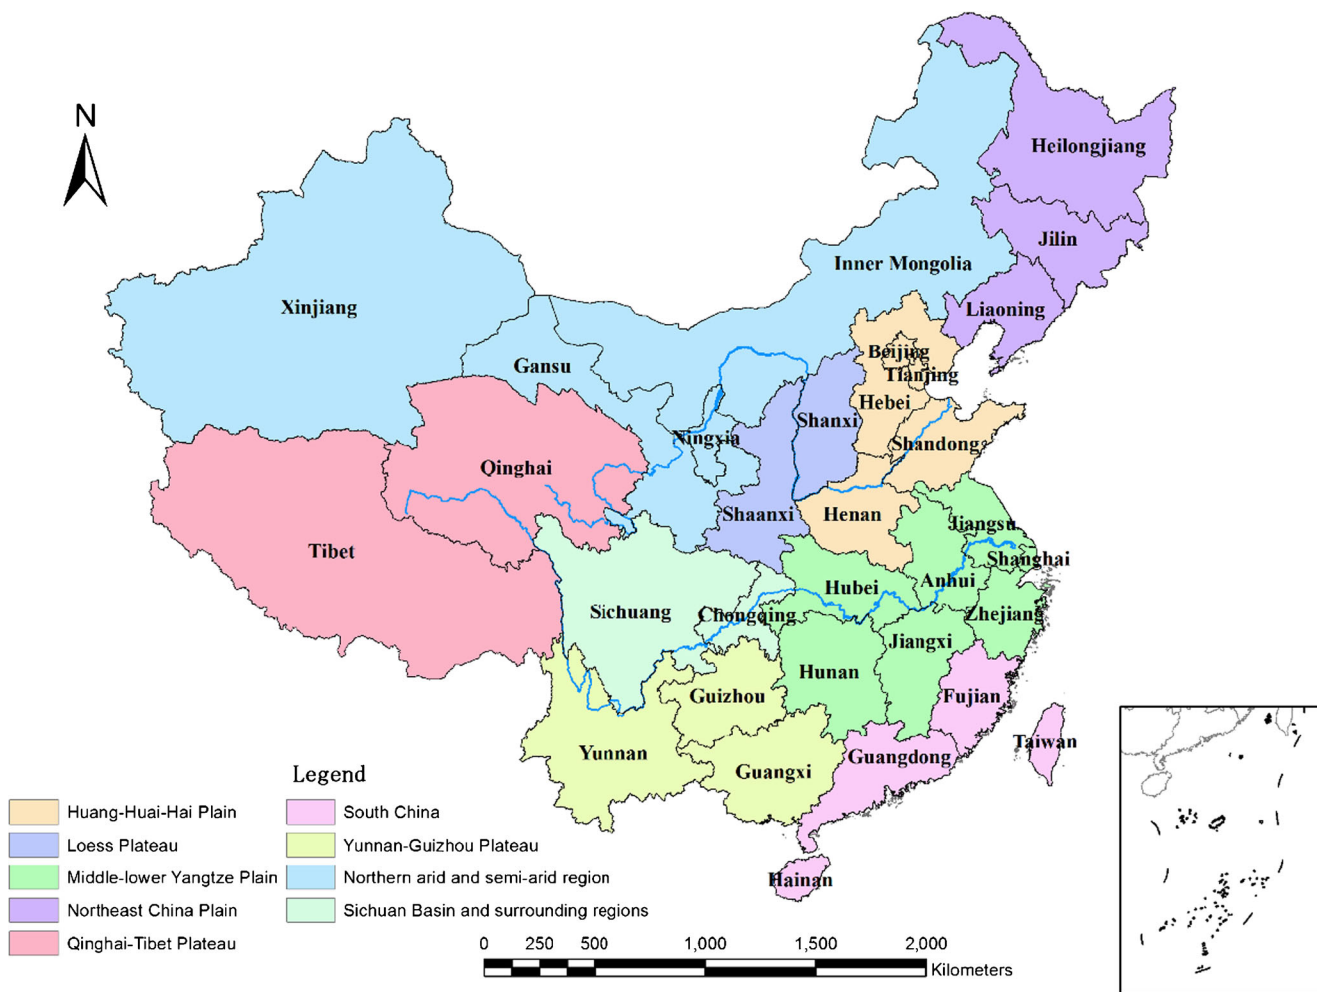 N
Heilongjiang
Jilin
Inner Mongolia
Liaoning
Xinjiang
Beijing
Gansu
Tianjing
Hebei
Shanxi
Ningxia
Shandong
Qinghai
Shaanxi
Henan
Jiangsu
Tibet
Shanghai
Anhui
Hubei
Sichuang
Chongqing
Zhejiang
Jiangxi
Hunan
Guizhou
Fujian
Taiwan
Yunnan
Guangdong
Guangxi
Hainan
Legend
Huang-Huai-Hai Plain
Loess Plateau
Middle-lower Yangtze Plain
Northeast China Plain
Qinghai-Tibet Plateau
South China
Yunnan-Guizhou Plateau
Northern arid and semi-arid region
Sichuan Basin and surrounding regions
0 250 500 1,000 1,500 2,000
Kilometers